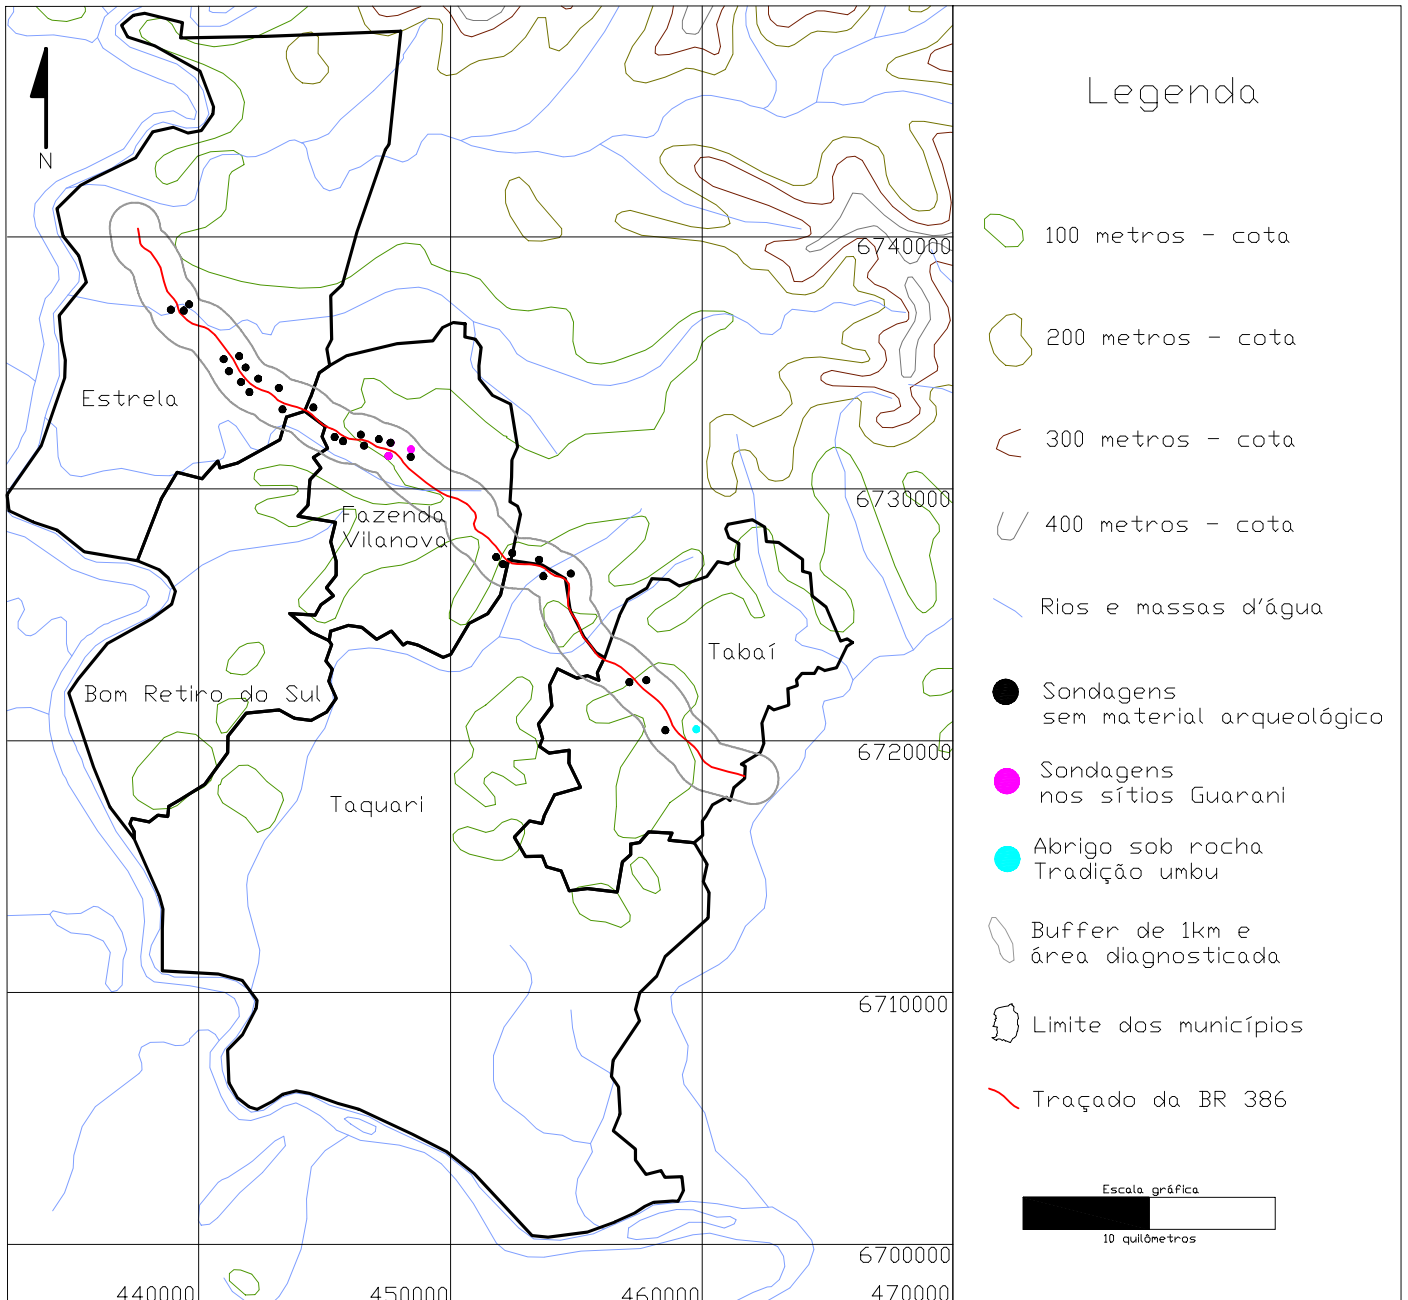 N
Estrela
Fazenda
Vilanova
Bom Retiro do Sul
Tabaí
Taquari
6740000
6730000
6720000
6710000
6700000
440000
450000
460000
470000
Legenda
100 metros - cota
200 metros - cota
300 metros - cota
400 metros - cota
Rios e massas d'água
Sondagens
sem material arqueológico
Sondagens
nos sítios Guarani
Abrigo sob rocha
Tradição umbu
Buffer de 1km e
área diagnosticada
Limite dos municípios
Traçado da BR 386
Escala gráfica
10 quilômetros